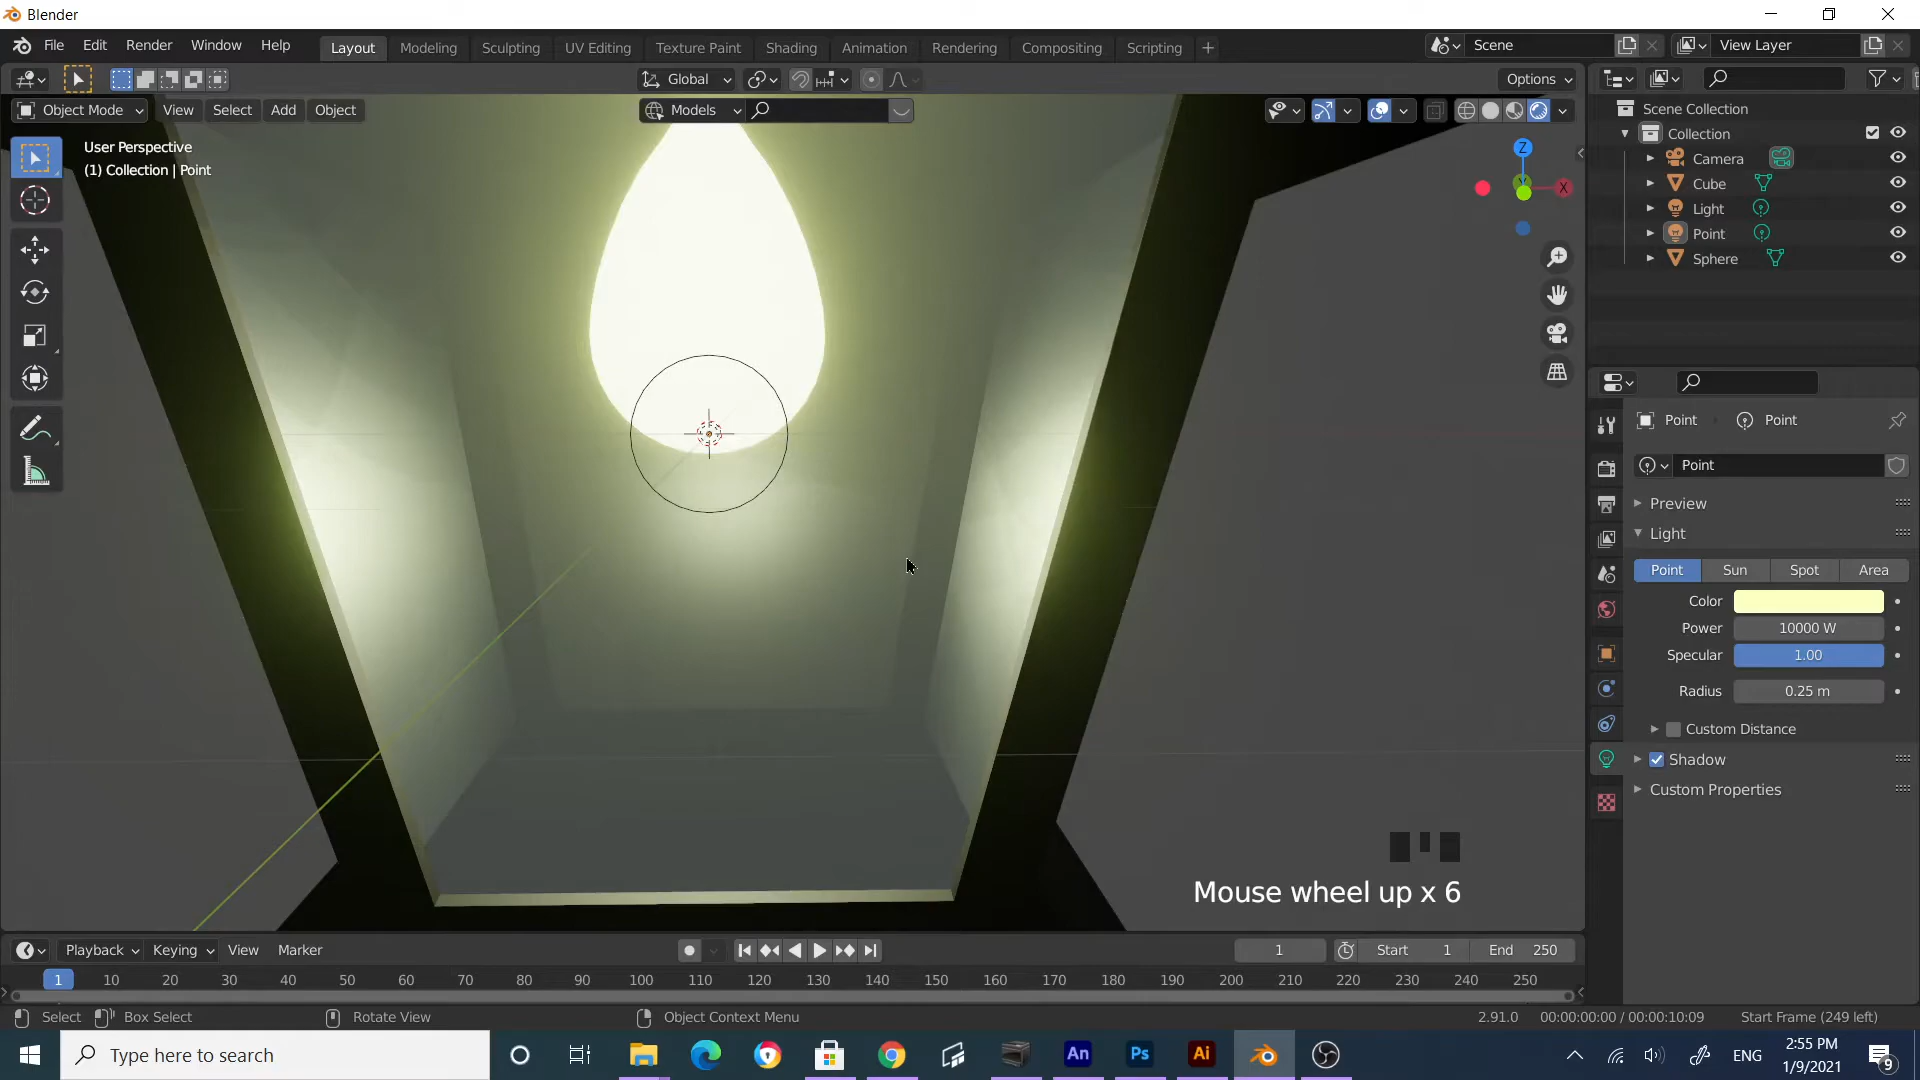 Blender
File Edit Render Window Help Layout Modeling Sculpting UV Editing Texture Paint Shading Animation Rendering Compositing Scripting + Scene View Layer
Global Options
Object Mode View Select Add Object Models
User Perspective
(1) Collection | Point
Z
Y
X
Scene Collection
Collection
Camera
Cube
Light
Point
Sphere
Point Point
Point
Preview
Light
Point Sun Spot Area
Color
Power 10000 W
Specular 1.00
Radius 0.25 m
Custom Distance
Shadow
Custom Properties
Mouse wheel up x 6
Playback Keying View Marker 1 Start 1 End 250
1 10 20 30 40 50 60 70 80 90 100 110 120 130 140 150 160 170 180 190 200 210 220 230 240 250
Select Box Select Rotate View Object Context Menu 2.91.0 00:00:00:00 / 00:00:10:09 Start Frame (249 left)
Type here to search An Ps Ai ENG 2:55 PM
1/9/2021
9